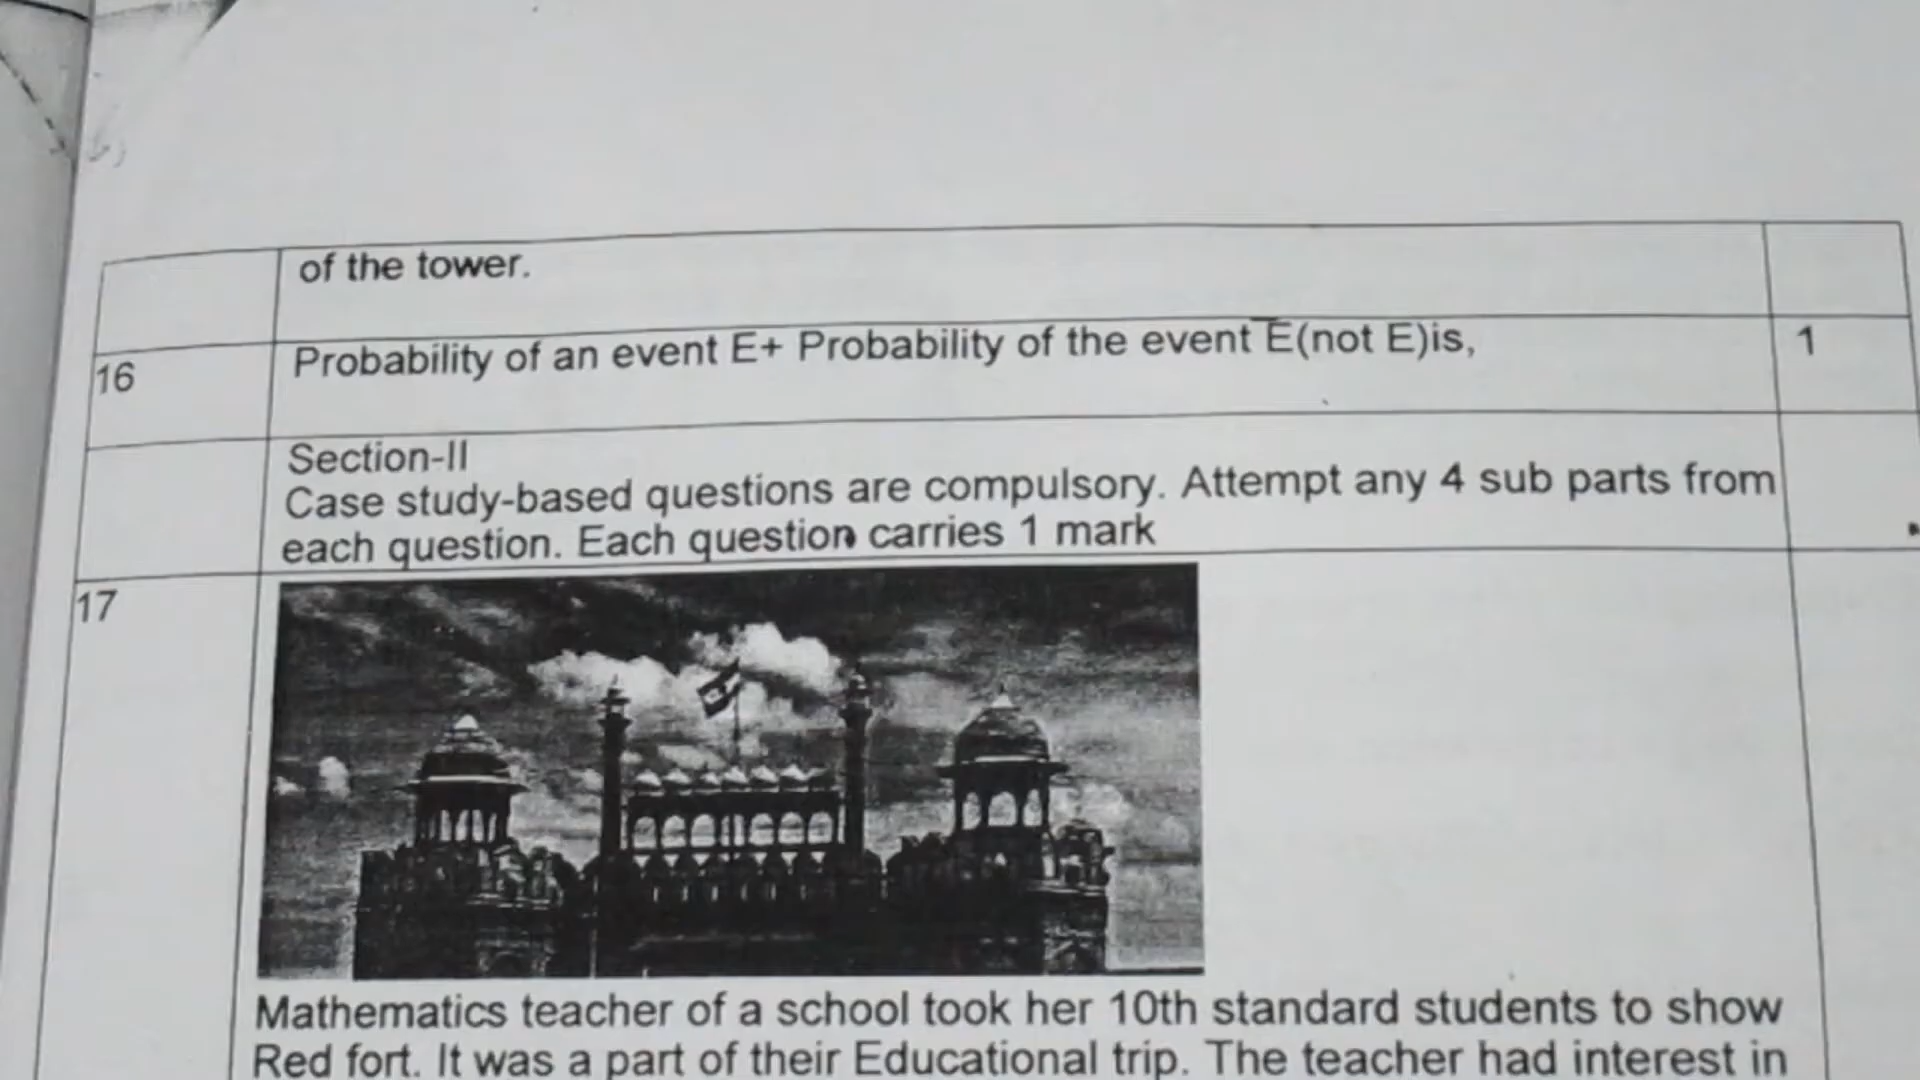 of the tower.
16 Probability of an event E+ Probability of the event E̅(not E)is, 1
Section-II
Case study-based questions are compulsory. Attempt any 4 sub parts from
each question. Each question carries 1 mark
17
Mathematics teacher of a school took her 10th standard students to show
Red fort. It was a part of their Educational trip. The teacher had interest in